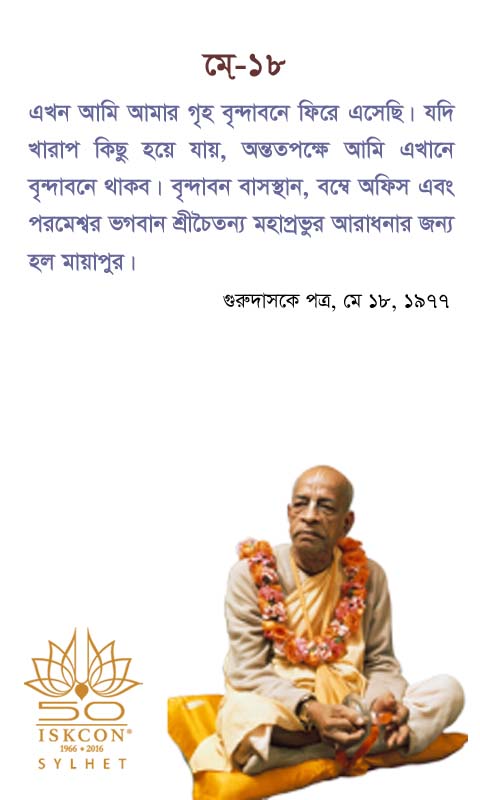 মে-১৮
এখন আমি আমার গৃহ বৃন্দাবনে ফিরে এসেছি। যদি
খারাপ কিছু হয়ে যায়, অন্ততপক্ষে আমি এখানে
বৃন্দাবনে থাকব। বৃন্দাবন বাসস্থান, বম্বে অফিস এবং
পরমেশ্বর ভগবান শ্রীচৈতন্য মহাপ্রভুর আরাধনার জন্য
হল মায়াপুর।
গুরুদাসকে পত্র, মে ১৮, ১৯৭৭
50
ISKCON®
1966 • 2016
SYLHET